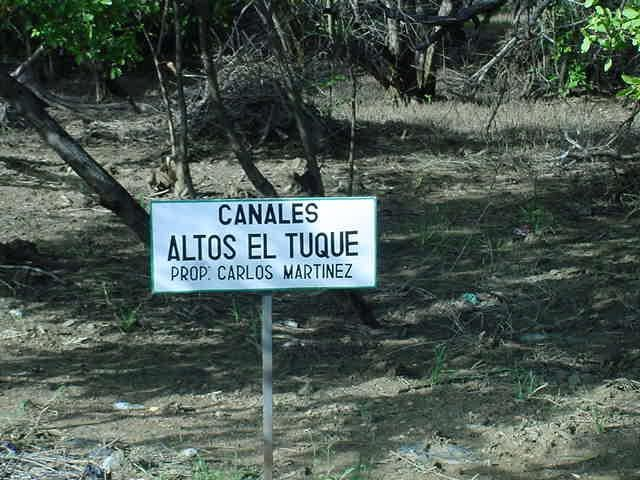 CANALES
ALTOS EL TUQUE
PROP: CARLOS MARTINEZ